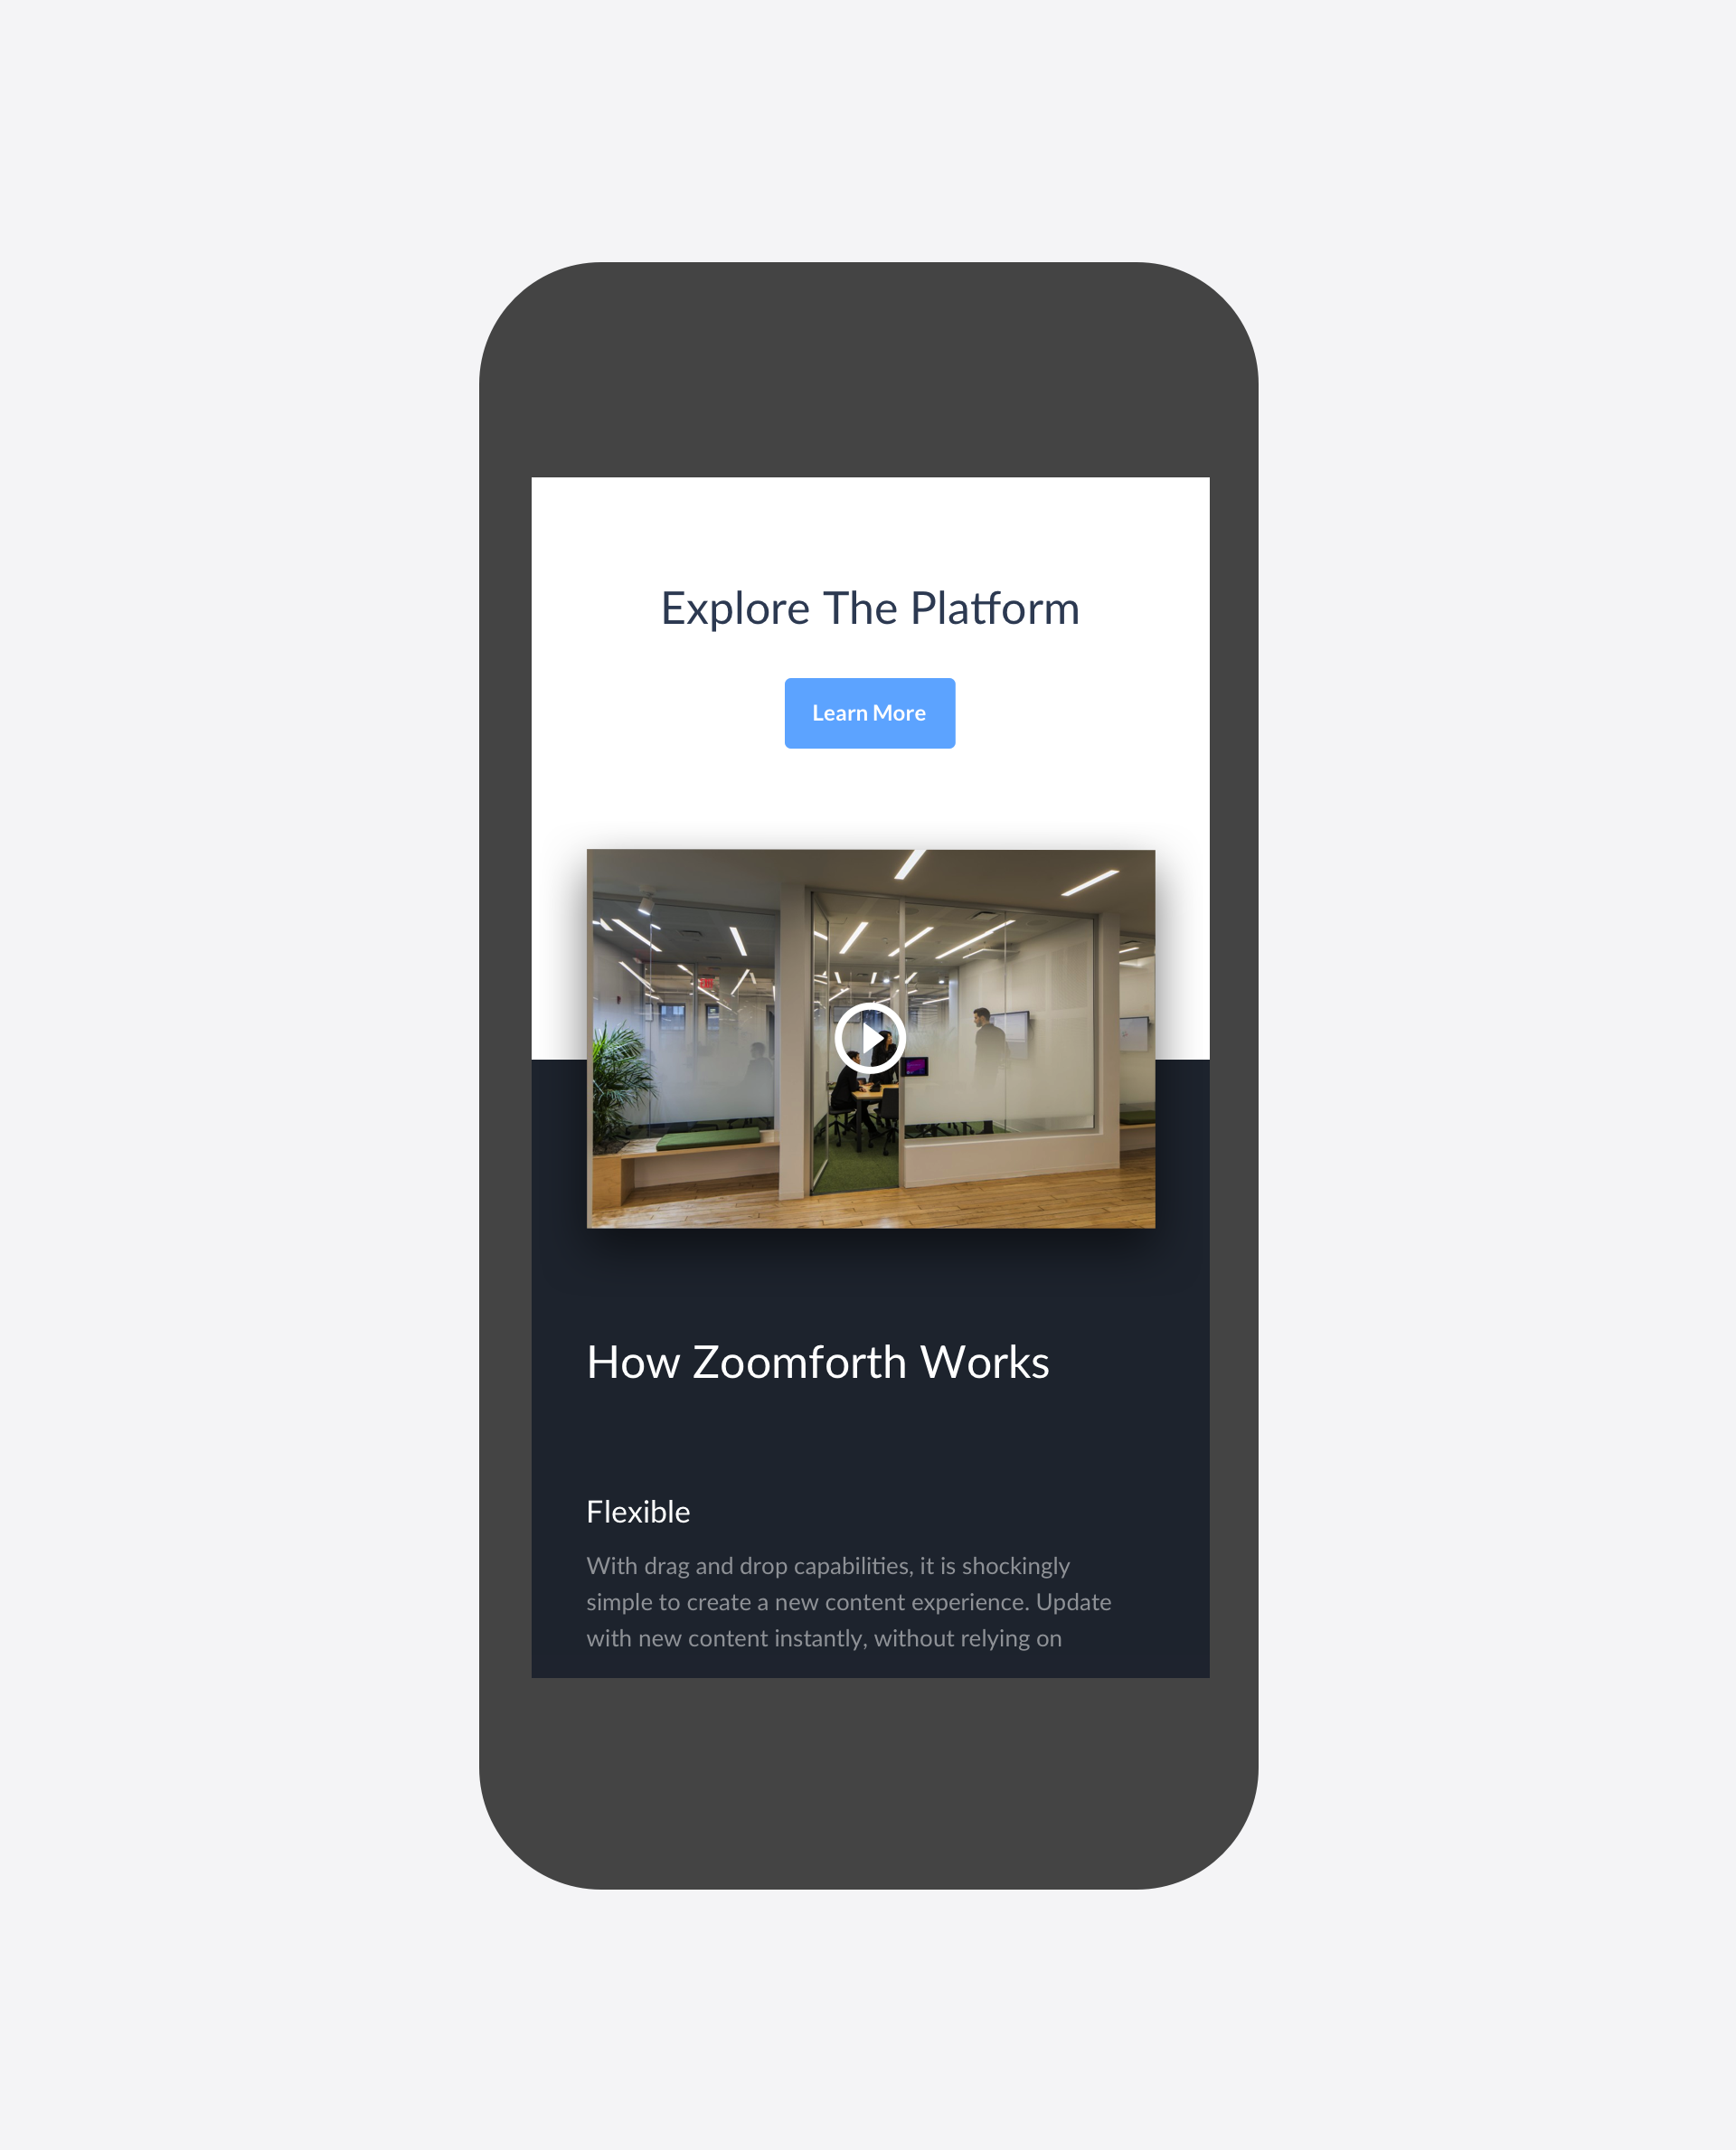 Explore The Platform
Learn More
How Zoomforth Works
Flexible
With drag and drop capabilities, it is shockingly
simple to create a new content experience. Update
with new content instantly, without relying on